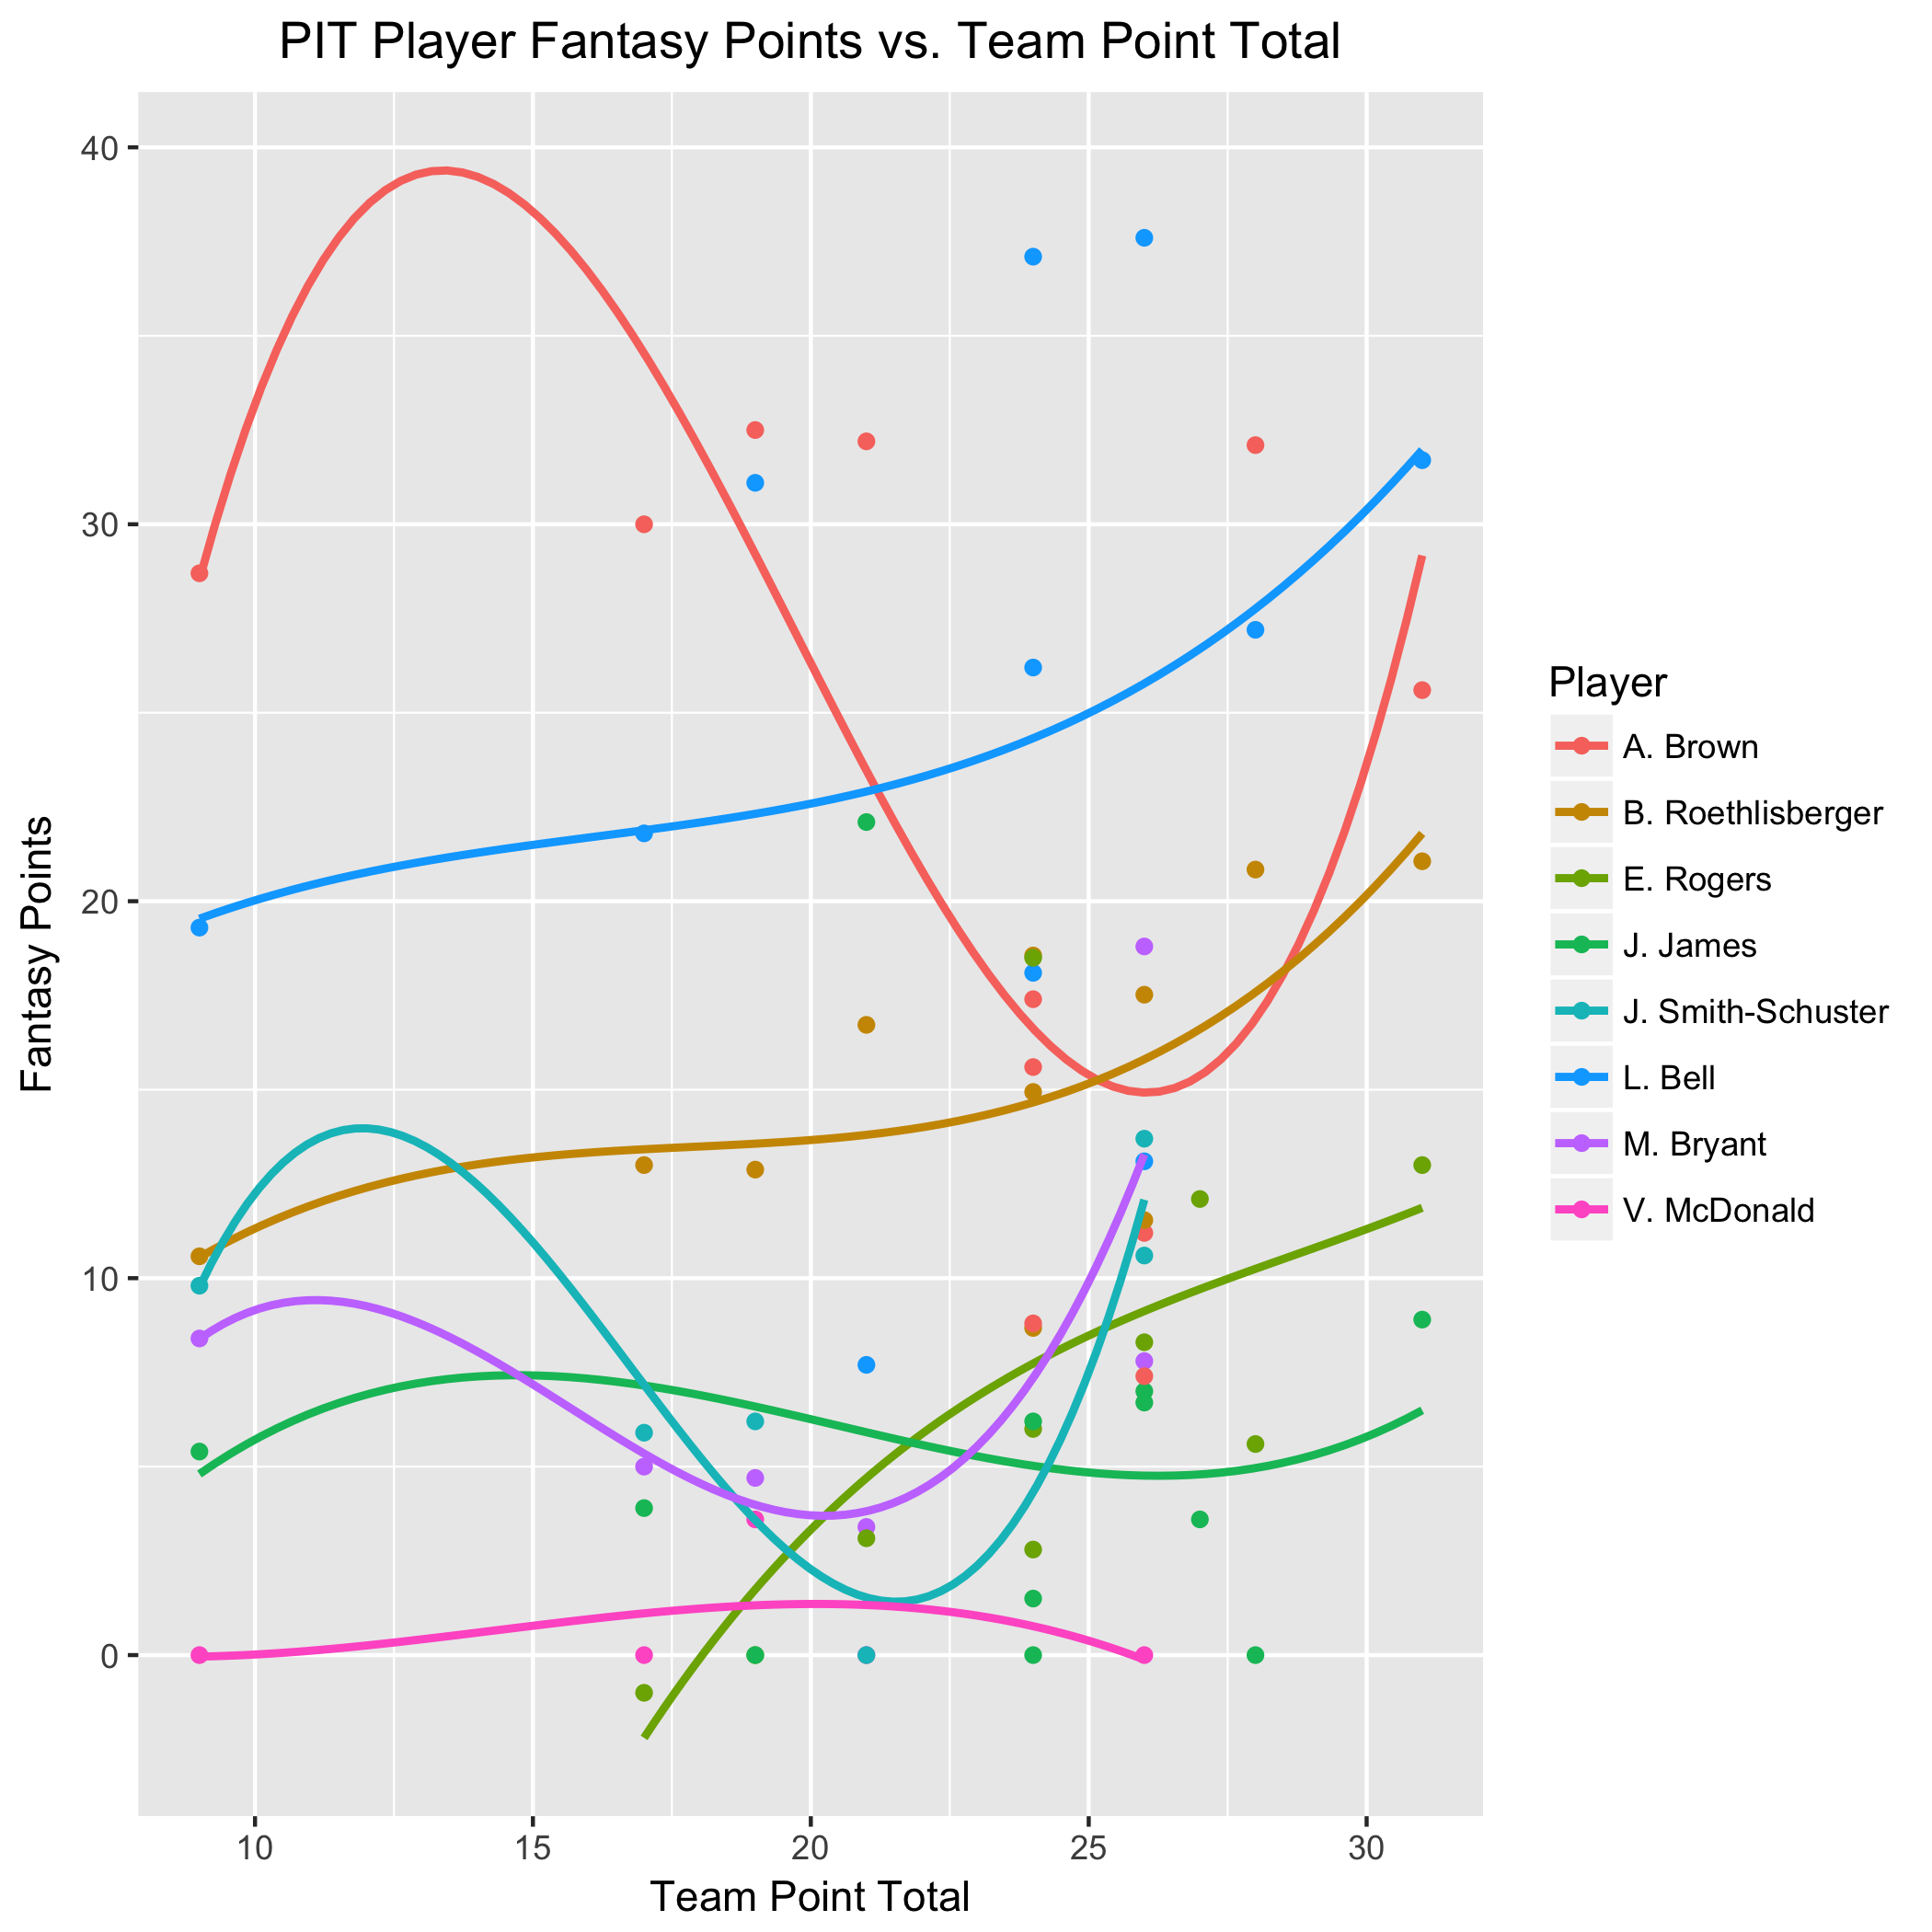 PIT Player Fantasy Points vs. Team Point Total
40
30
20
10
0
Fantasy Points
10
15
20
25
30
Team Point Total
Player
A. Brown
B. Roethlisberger
E. Rogers
J. James
J. Smith-Schuster
L. Bell
M. Bryant
V. McDonald